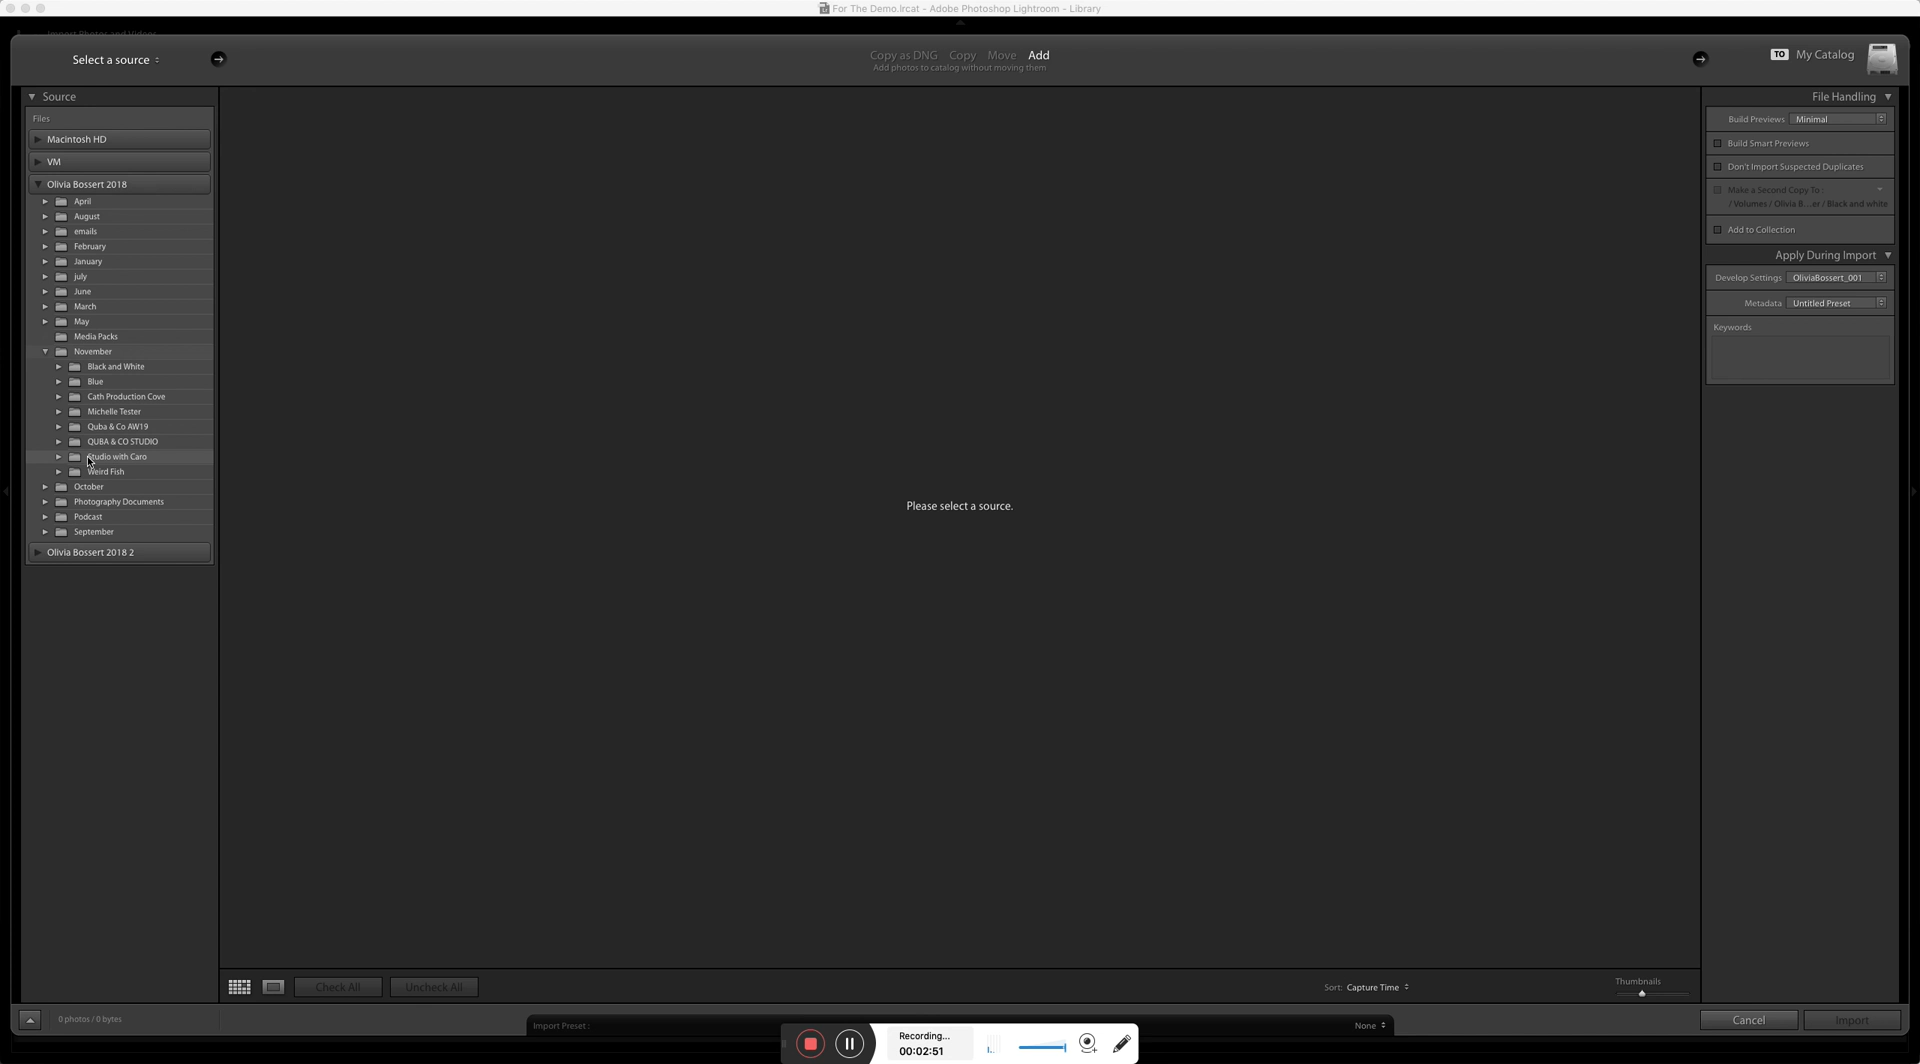 For The Demo.lrcat - Adobe Photoshop Lightroom - Library
Import Photos and Videos
Select a source
Copy as DNG Copy Move Add
Add photos to catalog without moving them
TO My Catalog
Source
Files
Macintosh HD
VM
Olivia Bossert 2018
April
August
emails
February
January
july
June
March
May
Media Packs
November
Black and White
Blue
Cath Production Cove
Michelle Tester
Quba & Co AW19
QUBA & CO STUDIO
Studio with Caro
Weird Fish
October
Photography Documents
Podcast
September
Olivia Bossert 2018 2
Please select a source.
File Handling
Build Previews Minimal
Build Smart Previews
Don't Import Suspected Duplicates
Make a Second Copy To :
/ Volumes / Olivia B...er / Black and white
Add to Collection
Apply During Import
Develop Settings OliviaBossert_001
Metadata Untitled Preset
Keywords
Check All Uncheck All
Sort: Capture Time
Thumbnails
0 photos / 0 bytes
Import Preset : None
Cancel Import
Recording...
00:02:51